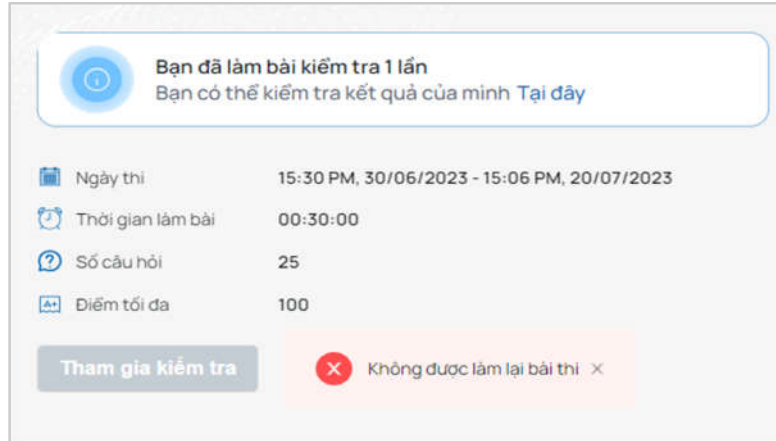 Bạn đã làm bài kiểm tra 1 lần
Bạn có thể kiểm tra kết quả của mình Tại đây
Ngày thi 15:30 PM, 30/06/2023 - 15:06 PM, 20/07/2023
Thời gian làm bài 00:30:00
Số câu hỏi 25
A+ Điểm tối đa 100
Tham gia kiểm tra Không được làm lại bài thi